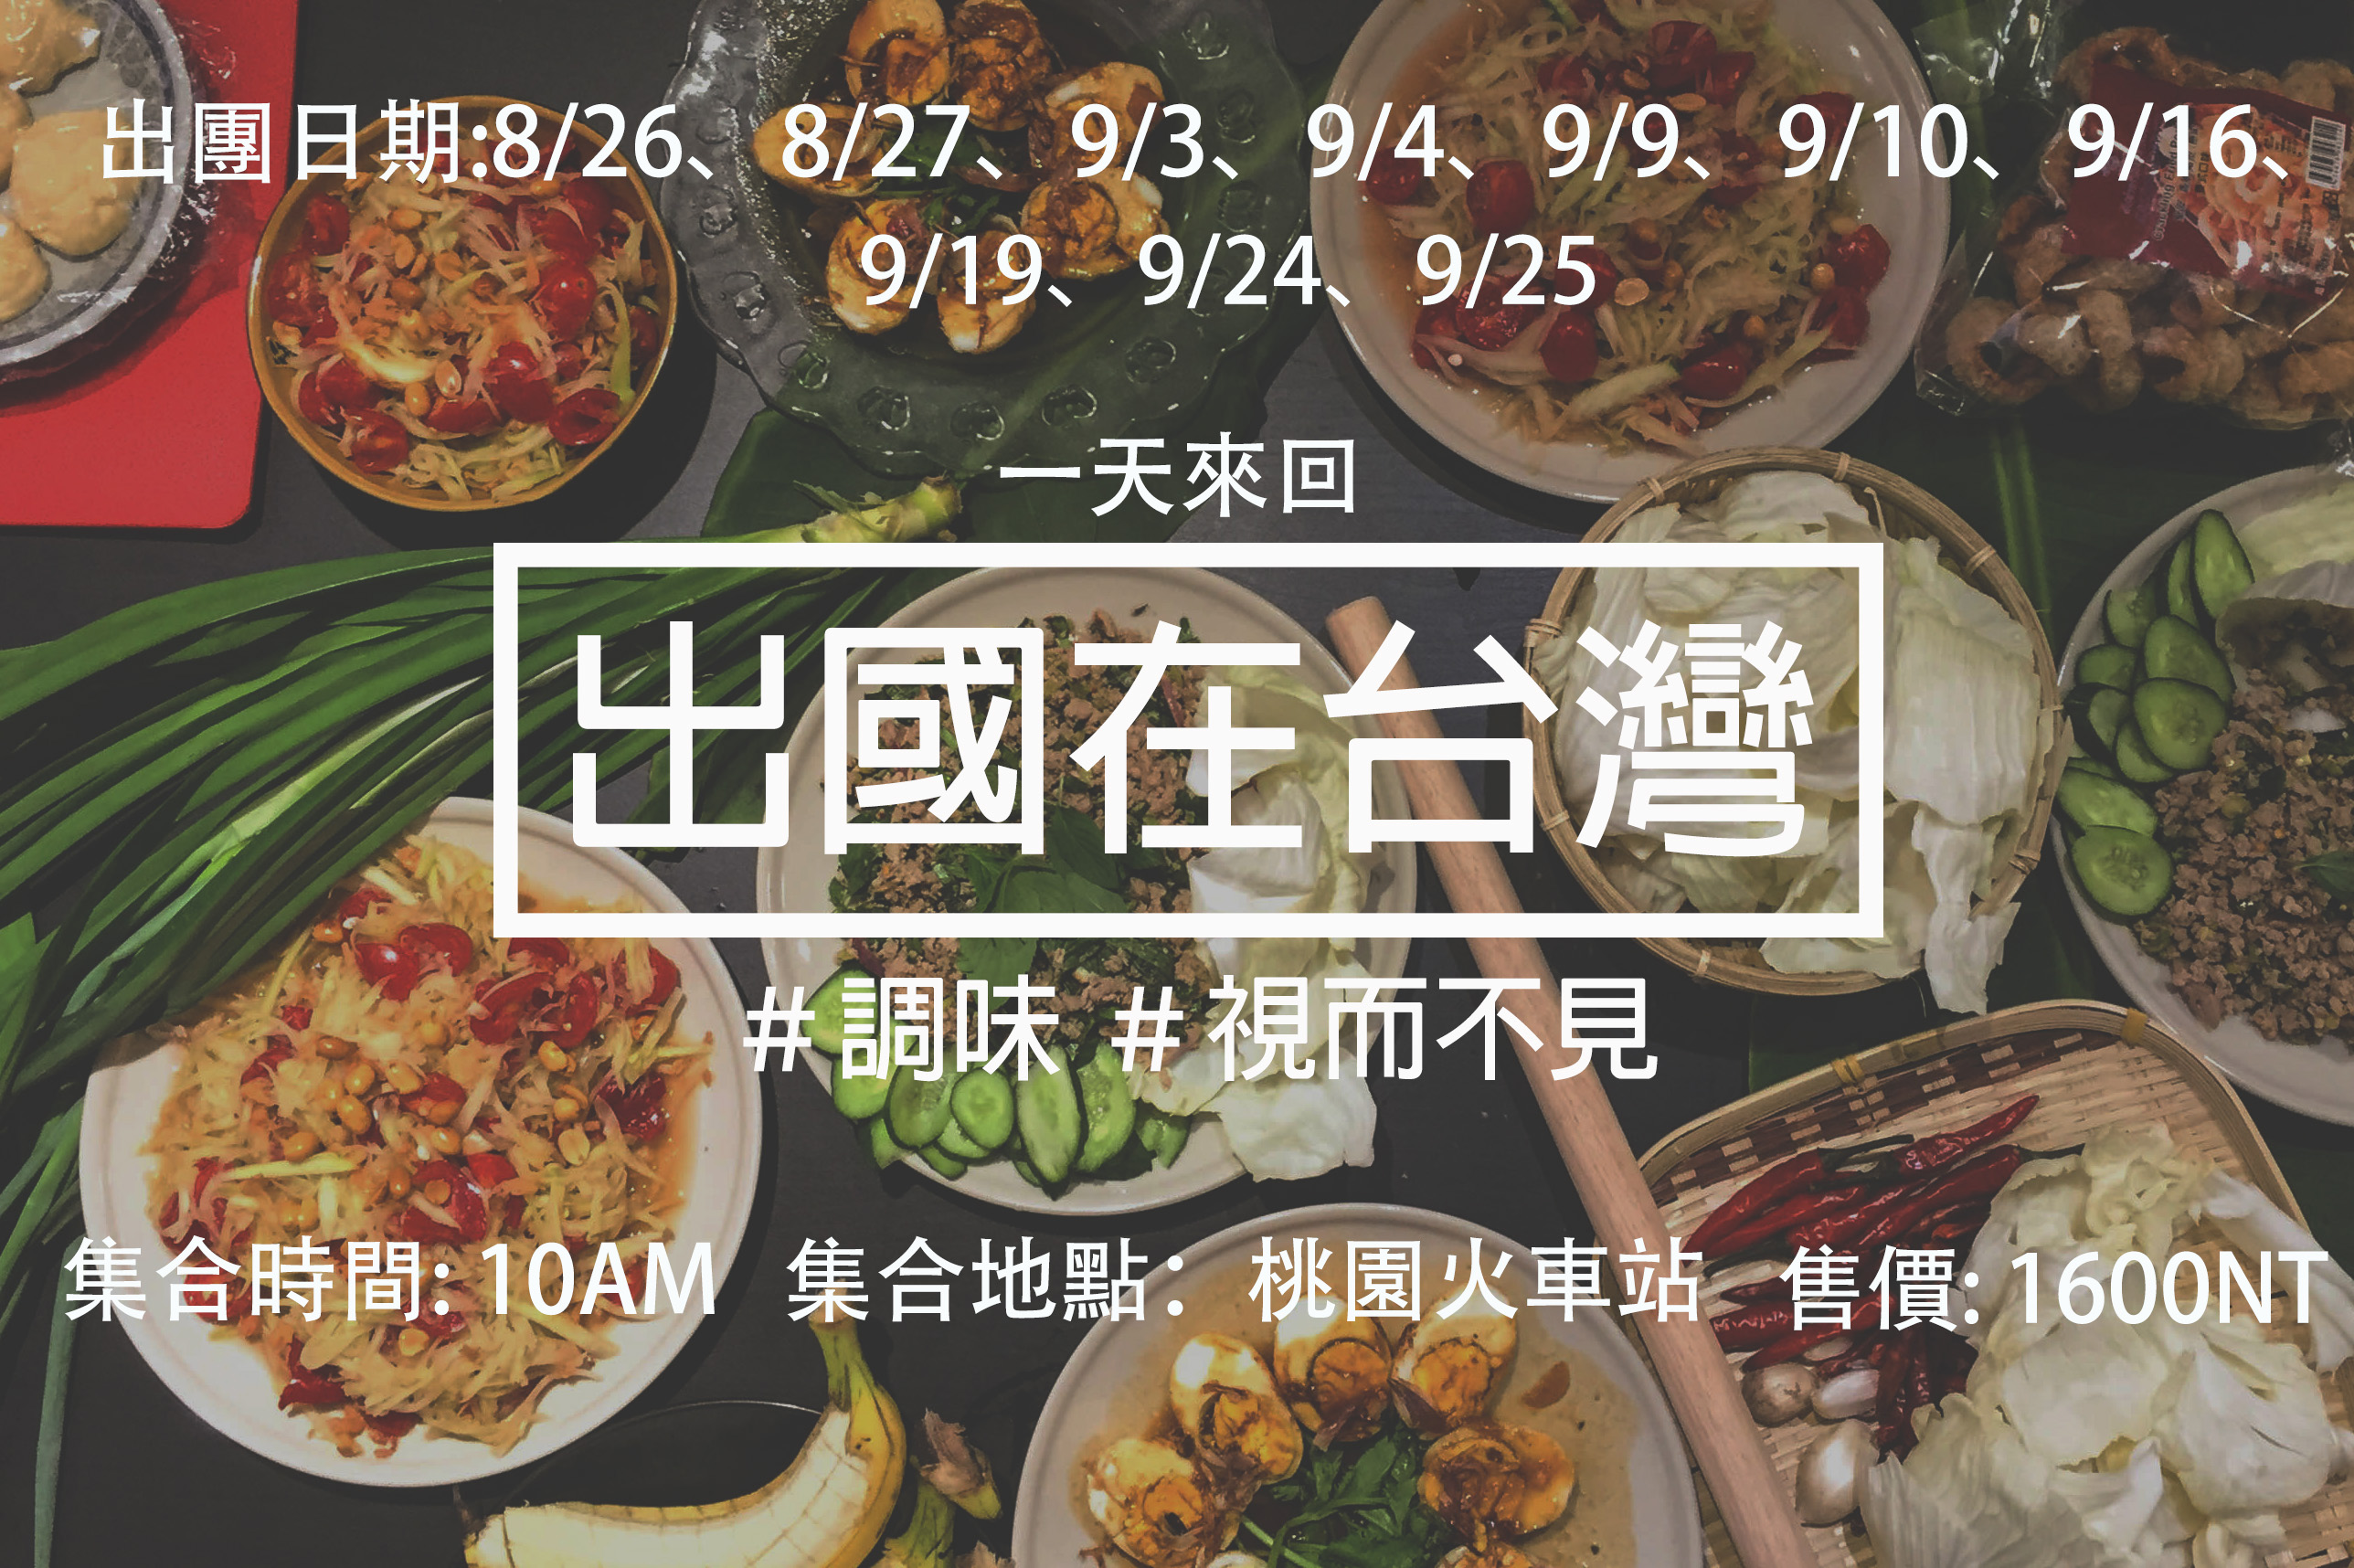 出團日期:8/26、8/27、9/3、9/4、9/9、9/10、9/16、
9/19、9/24、9/25
一天來回
出國在台灣
#調味 #視而不見
集合時間: 10AM 集合地點: 桃園火車站 售價: 1600NT